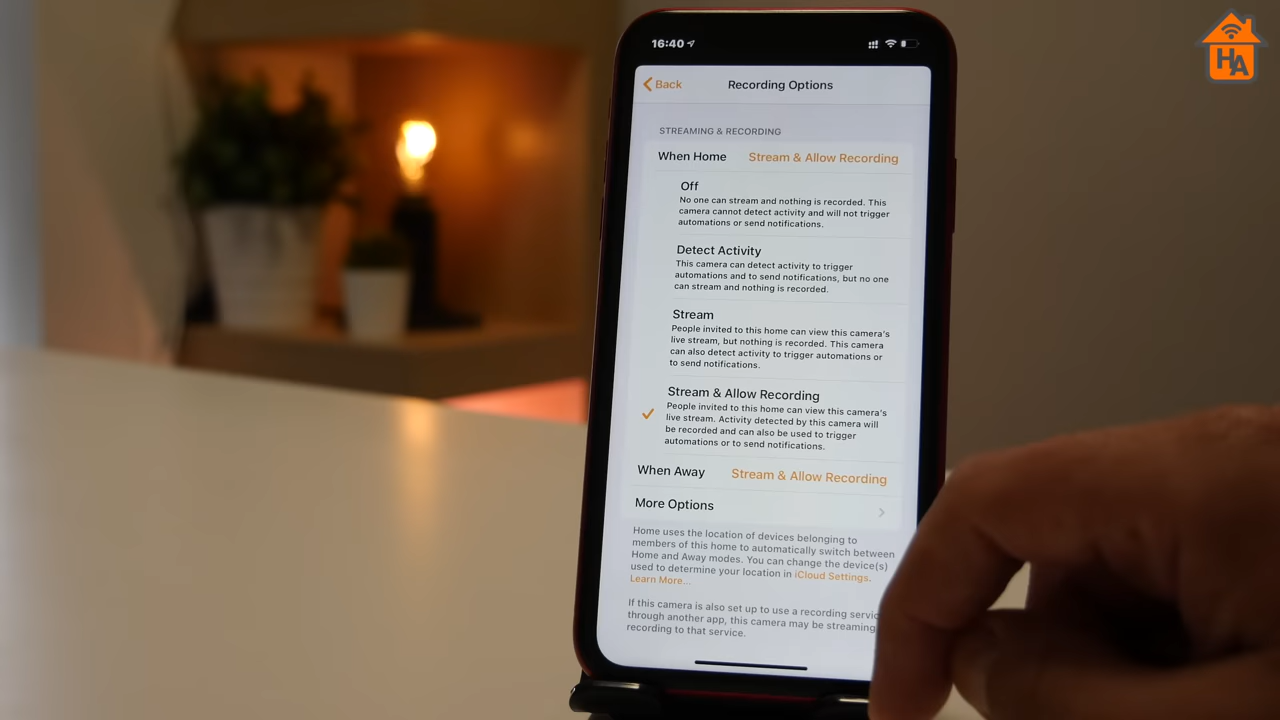 16:40
Back
Recording Options
STREAMING & RECORDING
When Home Stream & Allow Recording
Off
No one can stream and nothing is recorded. This
camera cannot detect activity and will not trigger
automations or send notifications.
Detect Activity
This camera can detect activity to trigger
automations and to send notifications, but no one
can stream and nothing is recorded.
Stream
People invited to this home can view this camera's
live stream, but nothing is recorded. This camera
can also detect activity to trigger automations or
to send notifications.
Stream & Allow Recording
People invited to this home can view this camera's
live stream. Activity detected by this camera will
be recorded and can also be used to trigger
automations or to send notifications.
When Away Stream & Allow Recording
More Options
Home uses the location of devices belonging to
members of this home to automatically switch between
Home and Away modes. You can change the device(s)
used to determine your location in iCloud Settings.
Learn More...
If this camera is also set up to use a recording
through another app, this camera may be streaming
recording to that service.
HA